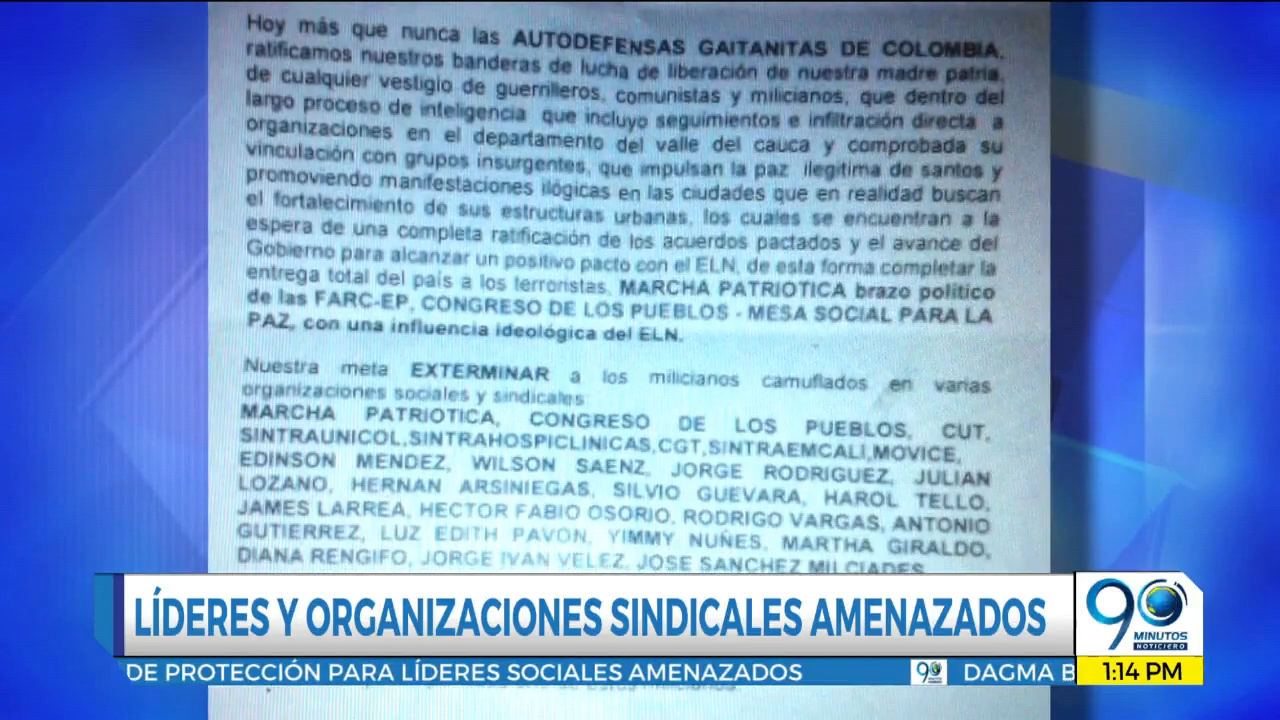 Hoy más que nunca las AUTODEFENSAS GAITANITAS DE COLOMBIA,
ratificamos nuestros banderas de lucha de liberación de nuestra madre patria,
de cualquier vestigio de guerrilleros, comunistas y milicianos, que dentro del
largo proceso de inteligencia que incluyo seguimientos e infiltración directa a
organizaciones en el departamento del valle del cauca y comprobada su
vinculación con grupos insurgentes, que impulsan la paz ilegitima de santos y
promoviendo manifestaciones ilógicas en las ciudades que en realidad buscan
el fortalecimiento de sus estructuras urbanas, los cuales se encuentran a la
espera de una completa ratificación de los acuerdos pactados y el avance del
Gobierno para alcanzar un positivo pacto con el ELN, de esta forma completar la
entrega total del país a los terroristas, MARCHA PATRIOTICA brazo politico
de las FARC-EP, CONGRESO DE LOS PUEBLOS - MESA SOCIAL PARA LA
PAZ, con una influencia ideológica del ELN.
Nuestra meta EXTERMINAR a los milicianos camuflados en varias
organizaciones sociales y sindicales
MARCHA PATRIOTICA, CONGRESO DE LOS PUEBLOS, CUT,
SINTRAUNICOL,SINTRAHOSPICLINICAS,CGT,SINTRAEMCALI,MOVICE,
EDINSON MENDEZ, WILSON SAENZ, JORGE RODRIGUEZ, JULIAN
LOZANO, HERNAN ARSINIEGAS, SILVIO GUEVARA, HAROL TELLO,
JAMES LARREA, HECTOR FABIO OSORIO, RODRIGO VARGAS, ANTONIO
GUTIERREZ, LUZ EDITH PAVON, YIMMY NUÑES, MARTHA GIRALDO,
DIANA RENGIFO, JORGE IVAN VELEZ, JOSE SANCHEZ MILCIADES
LÍDERES Y ORGANIZACIONES SINDICALES AMENAZADOS
90 MINUTOS NOTICIERO
DE PROTECCIÓN PARA LÍDERES SOCIALES AMENAZADOS 90 DAGMA B
1:14 PM